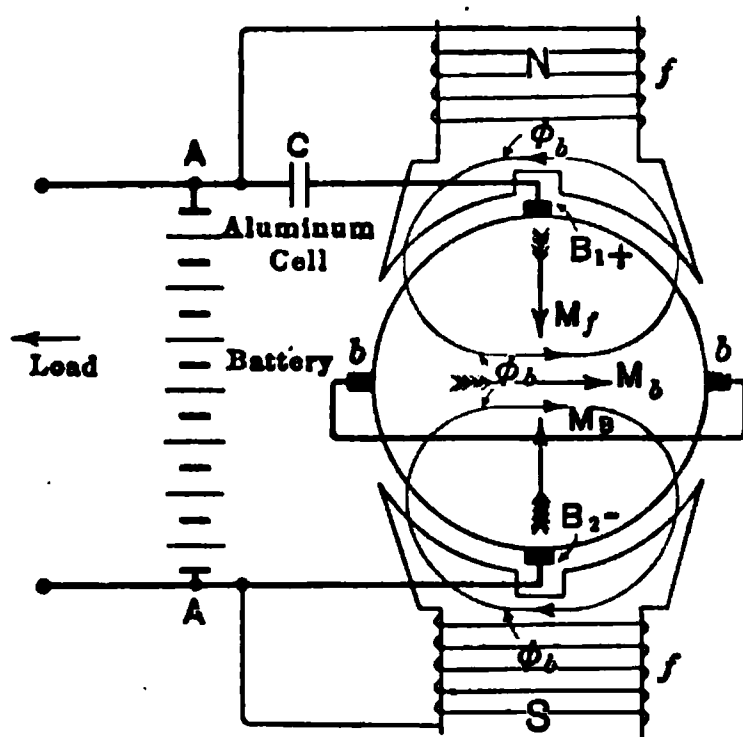 N
f
ϕb
A
C
Aluminum
Cell
B1+
Mf
Load
Battery
b
b
ϕb
Mb
MB
B2-
A
ϕb
f
S